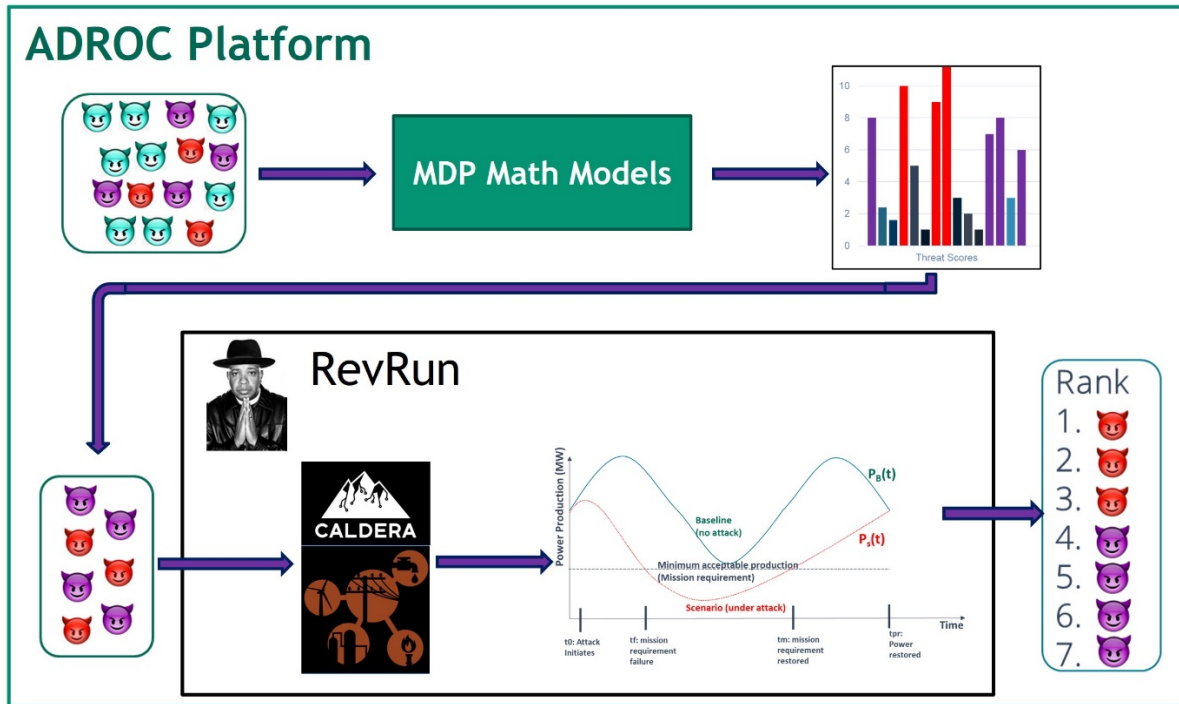 ADROC Platform
MDP Math Models
10
8
6
4
2
0
Threat Scores
RevRun
CALDERA
Power Production (MW)
P_B(t)
Baseline
(no attack)
P_s(t)
Minimum acceptable production
(Mission requirement)
Scenario (under attack)
Time
t0: Attack
Initiates
tf: mission
requirement
failure
tm: mission
requirement
restored
tpr:
Power
restored
Rank
1.
2.
3.
4.
5.
6.
7.